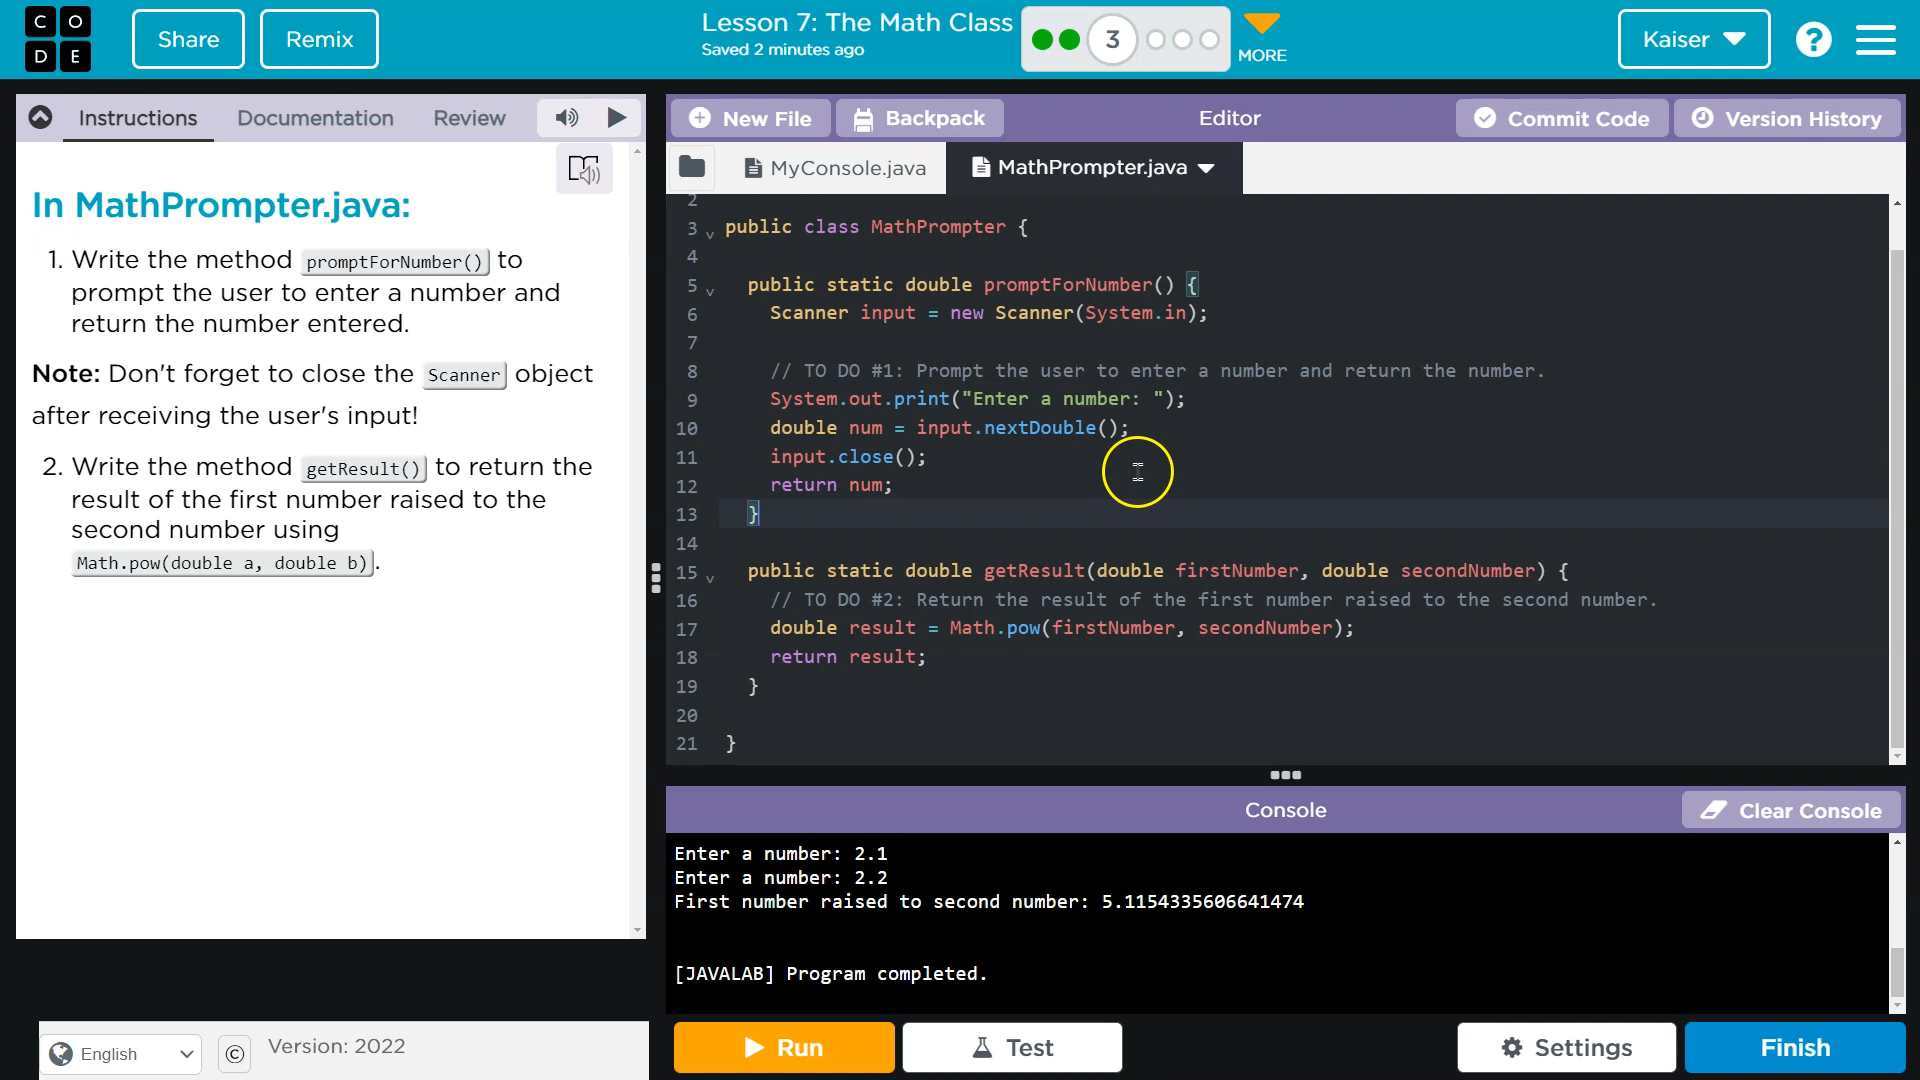 C O
D E
Share
Remix
Lesson 7: The Math Class
Saved 2 minutes ago
3
MORE
Kaiser
?
Instructions
Documentation
Review
In MathPrompter.java:
1. Write the method promptForNumber() to
prompt the user to enter a number and
return the number entered.
Note: Don't forget to close the Scanner object
after receiving the user's input!
2. Write the method getResult() to return the
result of the first number raised to the
second number using
Math.pow(double a, double b).
New File
Backpack
Editor
Commit Code
Version History
MyConsole.java
MathPrompter.java
2
3 public class MathPrompter {
4
5 public static double promptForNumber() {
6 Scanner input = new Scanner(System.in);
7
8 // TO DO #1: Prompt the user to enter a number and return the number.
9 System.out.print("Enter a number: ");
10 double num = input.nextDouble();
11 input.close();
12 return num;
13 }
14
15 public static double getResult(double firstNumber, double secondNumber) {
16 // TO DO #2: Return the result of the first number raised to the second number.
17 double result = Math.pow(firstNumber, secondNumber);
18 return result;
19 }
20
21 }
Console
Clear Console
Enter a number: 2.1
Enter a number: 2.2
First number raised to second number: 5.1154335606641474
[JAVALAB] Program completed.
English
©
Version: 2022
Run
Test
Settings
Finish